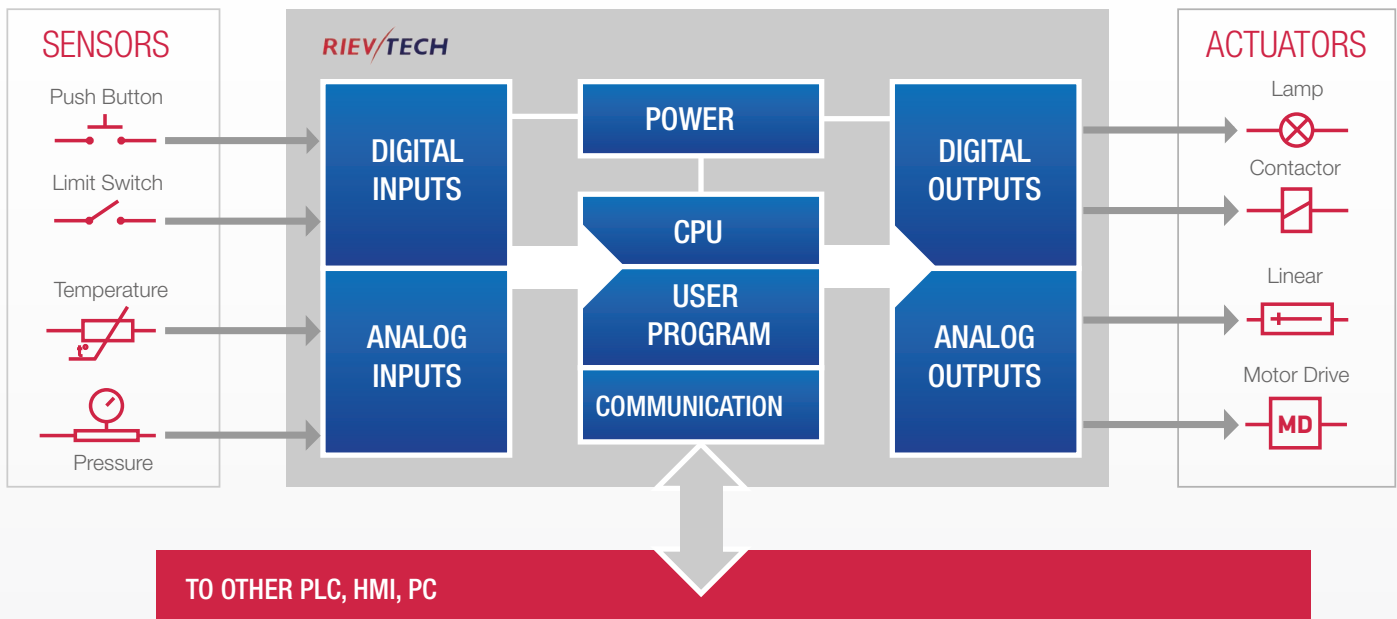 SENSORS
Push Button
Limit Switch
Temperature
t°
Pressure
RIEV/TECH
DIGITAL
INPUTS
ANALOG
INPUTS
POWER
CPU
USER
PROGRAM
COMMUNICATION
DIGITAL
OUTPUTS
ANALOG
OUTPUTS
ACTUATORS
Lamp
Contactor
Linear
Motor Drive
MD
TO OTHER PLC, HMI, PC